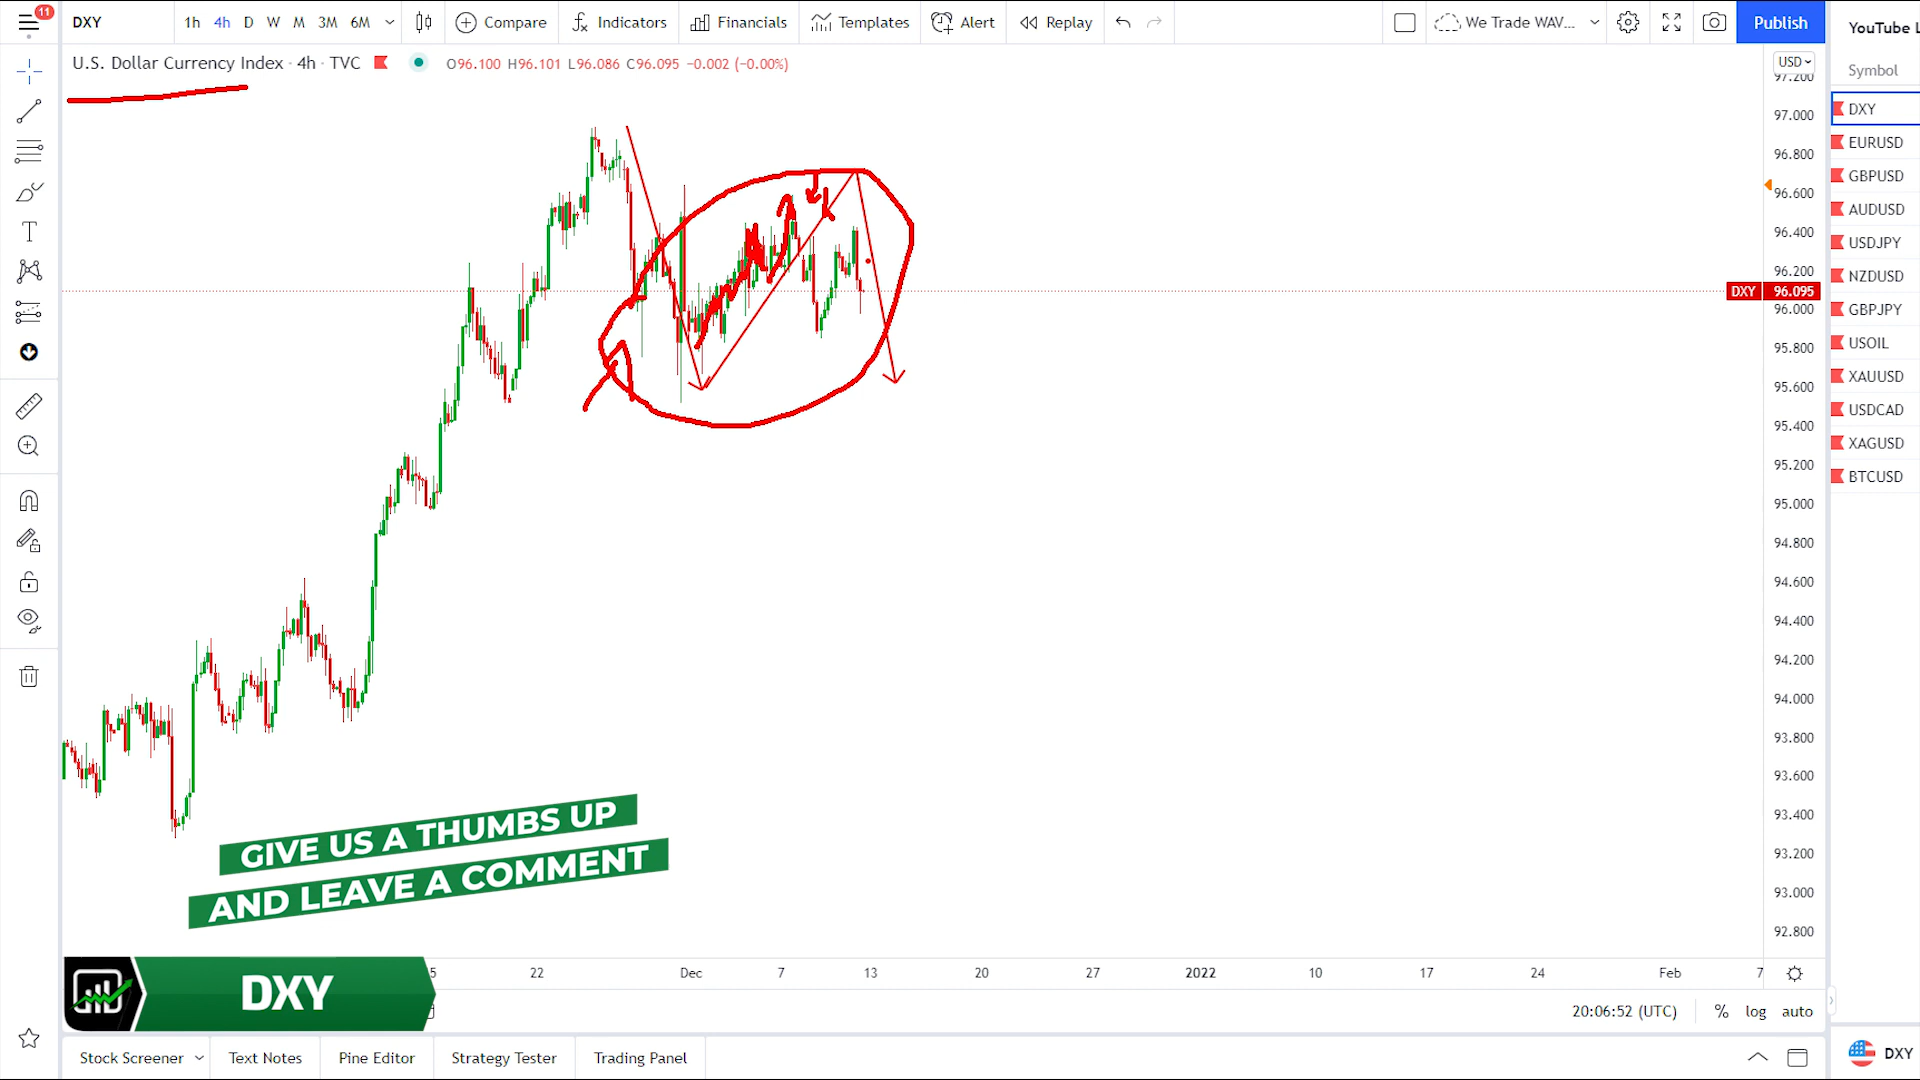 11
DXY 1h 4h D W M 3M 6M Compare Indicators Financials Templates Alert Replay We Trade WAV... Publish
YouTube L
U.S. Dollar Currency Index · 4h · TVC O96.100 H96.101 L96.086 C96.095 −0.002 (−0.00%)
USD
Symbol
97.200
97.000
96.800
96.600
96.400
96.200
DXY 96.095
96.000
95.800
95.600
95.400
95.200
95.000
94.800
94.600
94.400
94.200
94.000
93.800
93.600
93.400
93.200
93.000
92.800
DXY
EURUSD
GBPUSD
AUDUSD
USDJPY
NZDUSD
GBPJPY
USOIL
XAUUSD
USDCAD
XAGUSD
BTCUSD
GIVE US A THUMBS UP
AND LEAVE A COMMENT
DXY
5 22 Dec 7 13 20 27 2022 10 17 24 Feb 7
20:06:52 (UTC) % log auto
Stock Screener Text Notes Pine Editor Strategy Tester Trading Panel
DXY